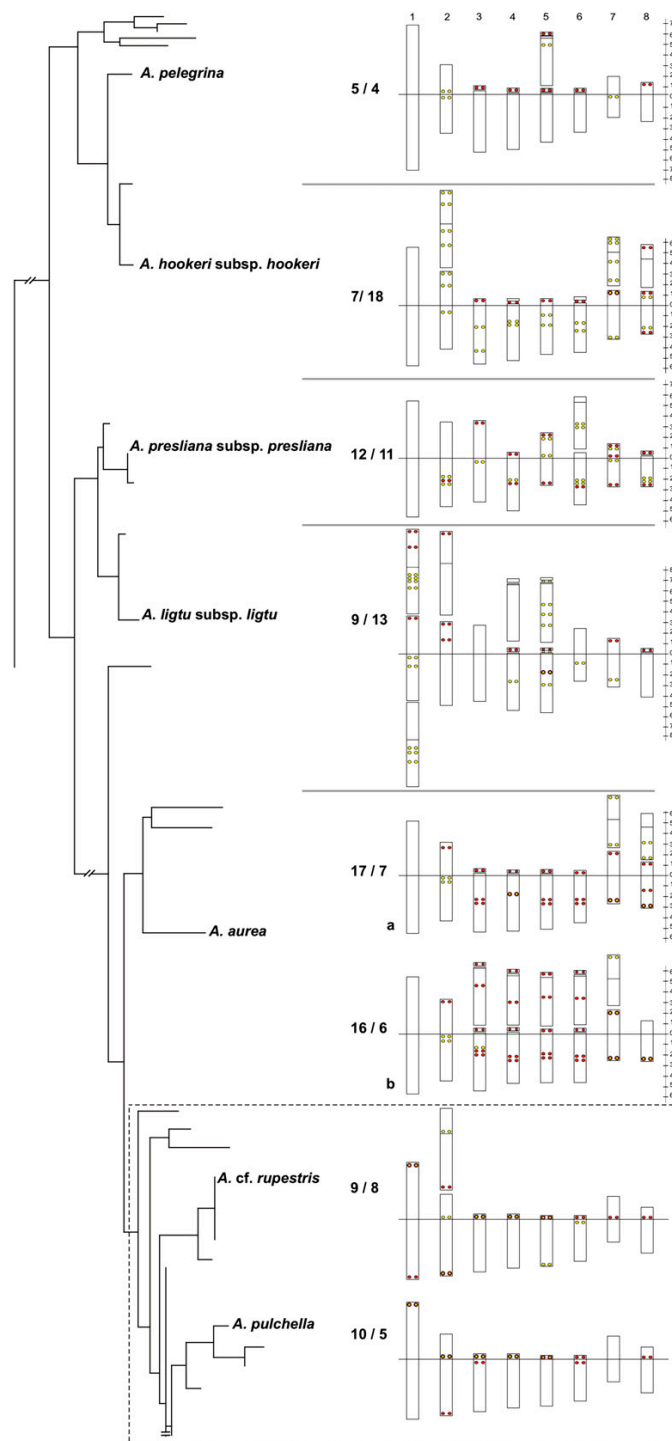 1 2 3 4 5 6 7 8
A. pelegrina
5 / 4
A. hookeri subsp. hookeri
7/ 18
A. presliana subsp. presliana
12 / 11
A. ligtu subsp. ligtu
9 / 13
17 / 7
A. aurea
a
16 / 6
b
A. cf. rupestris
9 / 8
A. pulchella
10 / 5